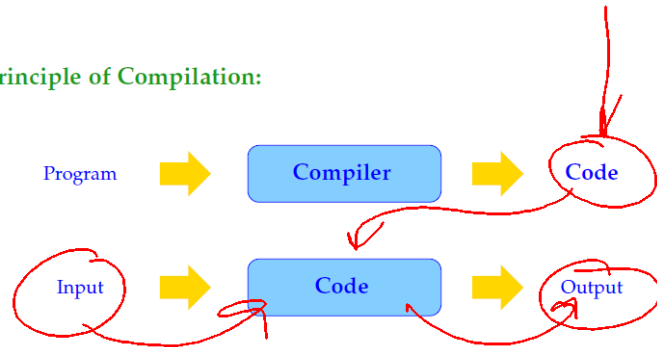 rinciple of Compilation:
Program Compiler Code
Input Code Output